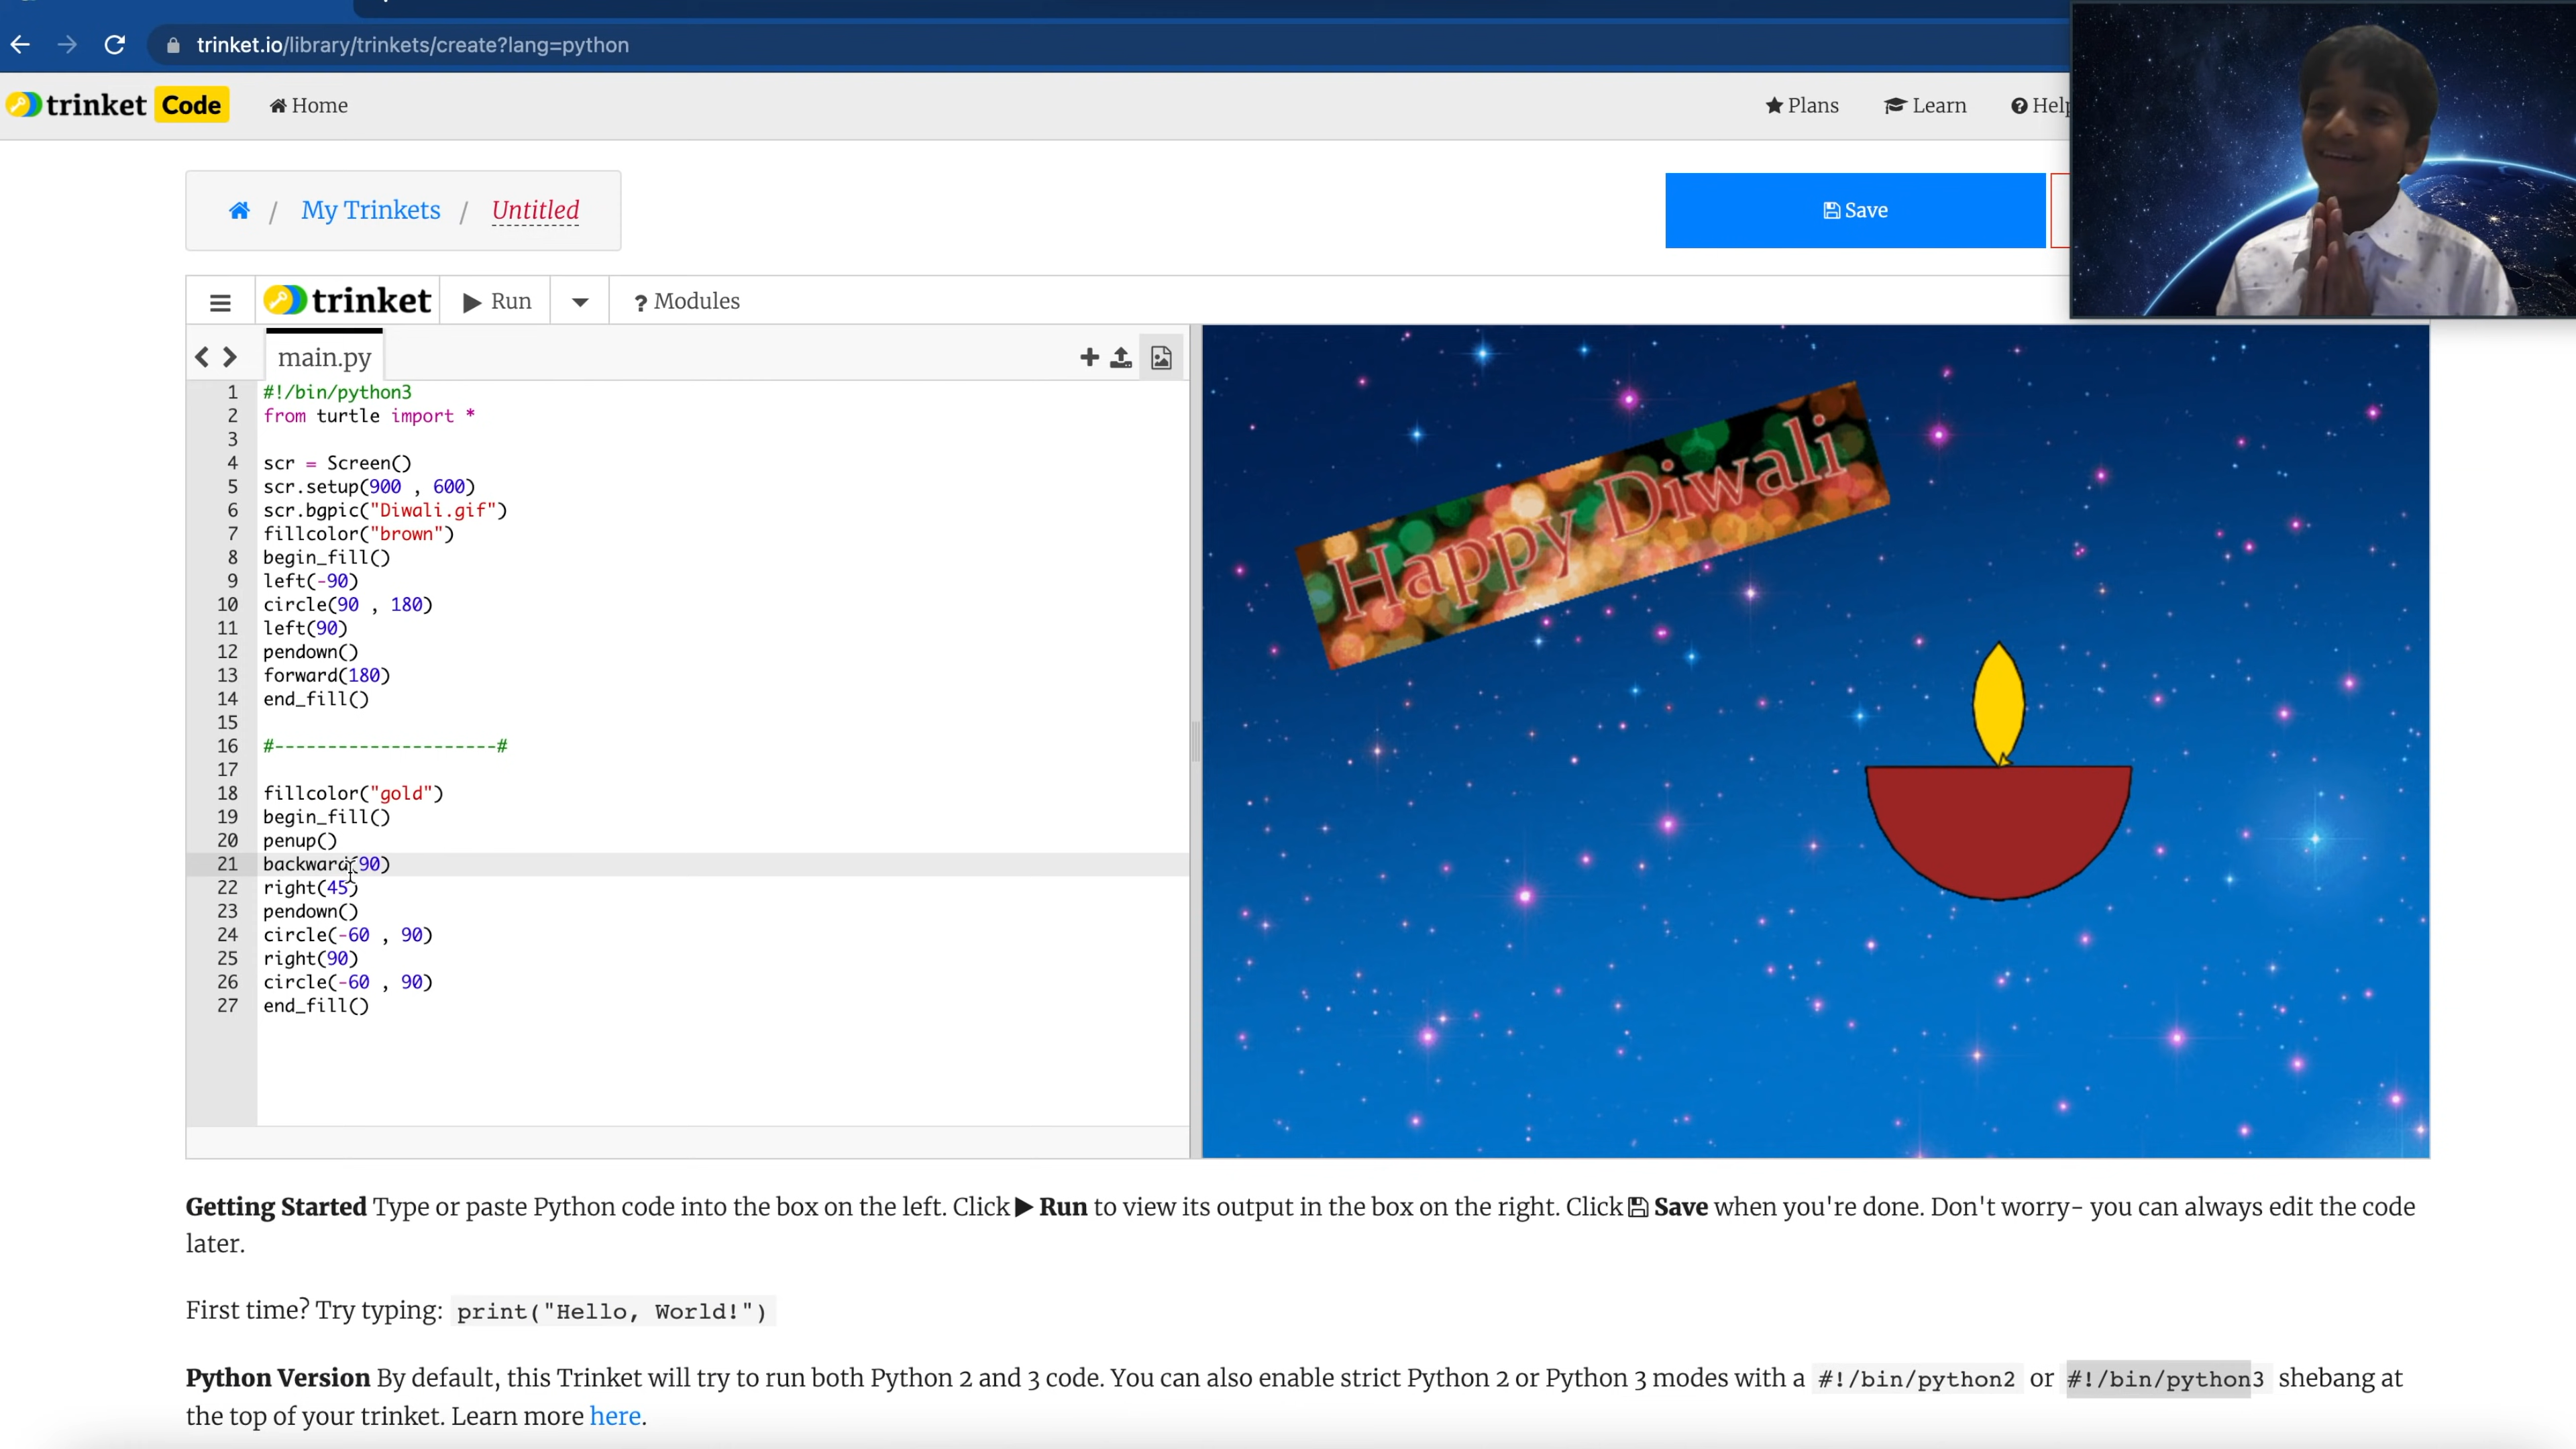 trinket.io/library/trinkets/create?lang=python
trinket Code Home Plans Learn Help
/ My Trinkets / Untitled Save
trinket Run ? Modules
main.py
1 #!/bin/python3
2 from turtle import *
3
4 scr = Screen()
5 scr.setup(900 , 600)
6 scr.bgpic("Diwali.gif")
7 fillcolor("brown")
8 begin_fill()
9 left(-90)
10 circle(90 , 180)
11 left(90)
12 pendown()
13 forward(180)
14 end_fill()
15
16 #---------------------#
17
18 fillcolor("gold")
19 begin_fill()
20 penup()
21 backward(90)
22 right(45)
23 pendown()
24 circle(-60 , 90)
25 right(90)
26 circle(-60 , 90)
27 end_fill()
Happy Diwali
Getting Started Type or paste Python code into the box on the left. Click Run to view its output in the box on the right. Click Save when you're done. Don't worry- you can always edit the code
later.
First time? Try typing: print("Hello, World!")
Python Version By default, this Trinket will try to run both Python 2 and 3 code. You can also enable strict Python 2 or Python 3 modes with a #!/bin/python2 or #!/bin/python3 shebang at
the top of your trinket. Learn more here.